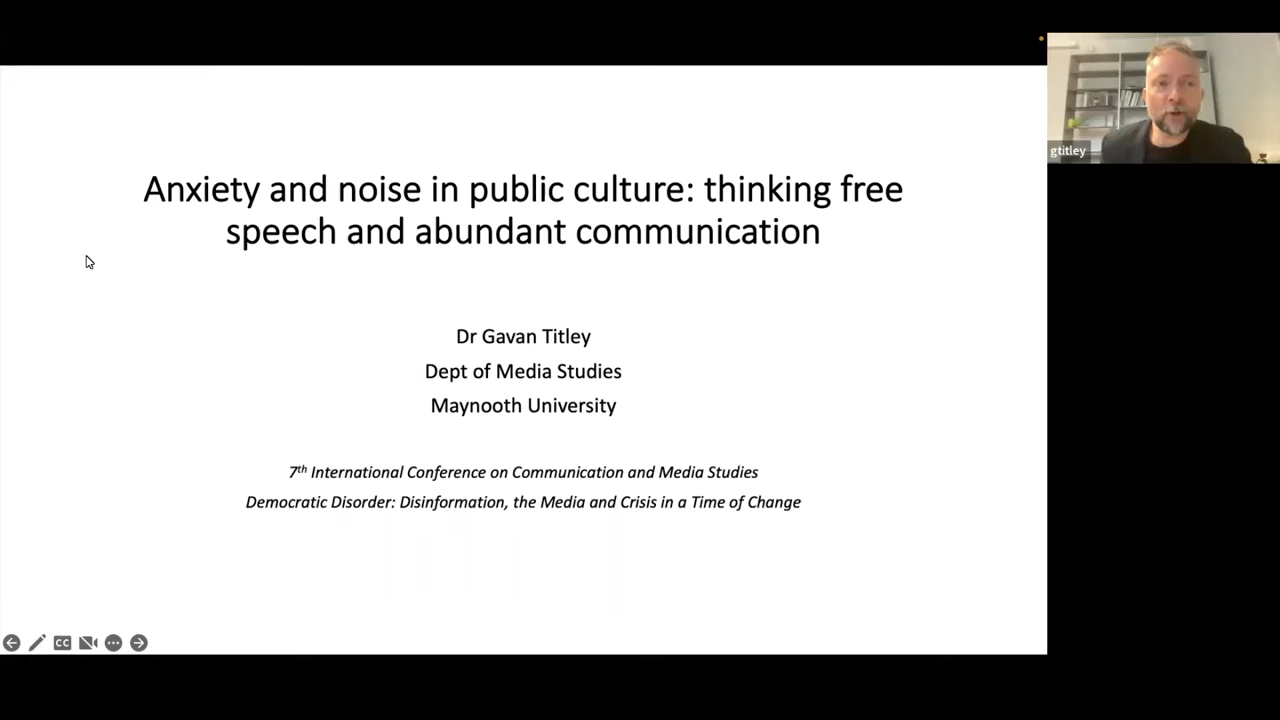 Anxiety and noise in public culture: thinking free
speech and abundant communication
Dr Gavan Titley
Dept of Media Studies
Maynooth University
7th International Conference on Communication and Media Studies
Democratic Disorder: Disinformation, the Media and Crisis in a Time of Change
gtitley
CC